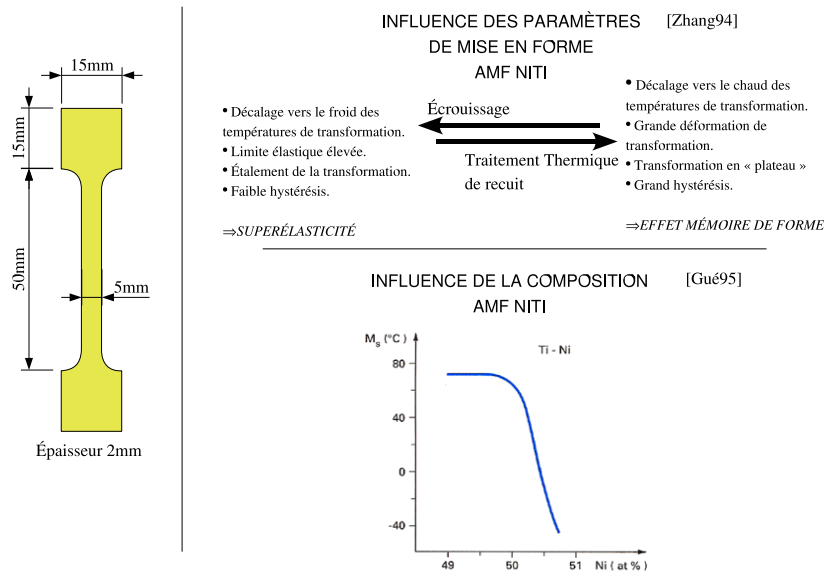 15mm
15mm
50mm
5mm
Épaisseur 2mm
INFLUENCE DES PARAMÈTRES [Zhang94]
DE MISE EN FORME
AMF NITI
• Décalage vers le froid des
températures de transformation.
• Limite élastique élevée.
• Étalement de la transformation.
• Faible hystérésis.
⇒SUPERÉLASTICITÉ
Écrouissage
Traitement Thermique
de recuit
• Décalage vers le chaud des
températures de transformation.
• Grande déformation de
transformation.
• Transformation en « plateau »
• Grand hystérésis.
⇒EFFET MÉMOIRE DE FORME
INFLUENCE DE LA COMPOSITION [Gué95]
AMF NITI
Ms (°C)
Ti - Ni
80
40
0
-40
49 50 51 Ni ( at % )